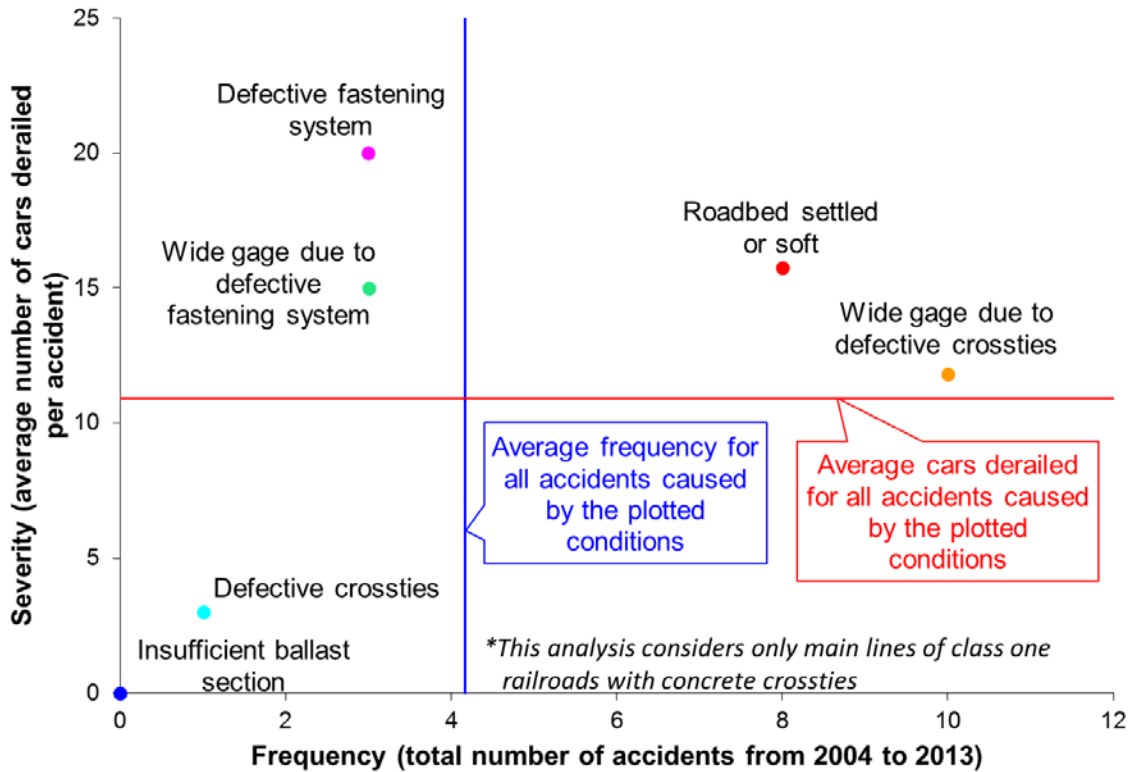 Severity (average number of cars derailed
per accident)
25
20
15
10
5
0
Defective fastening
system
Wide gage due to
defective
fastening system
Roadbed settled
or soft
Wide gage due to
defective crossties
Average frequency for
all accidents caused
by the plotted
conditions
Average cars derailed
for all accidents caused
by the plotted
conditions
Defective crossties
Insufficient ballast
section
*This analysis considers only main lines of class one
railroads with concrete crossties
0
2
4
6
8
10
12
Frequency (total number of accidents from 2004 to 2013)